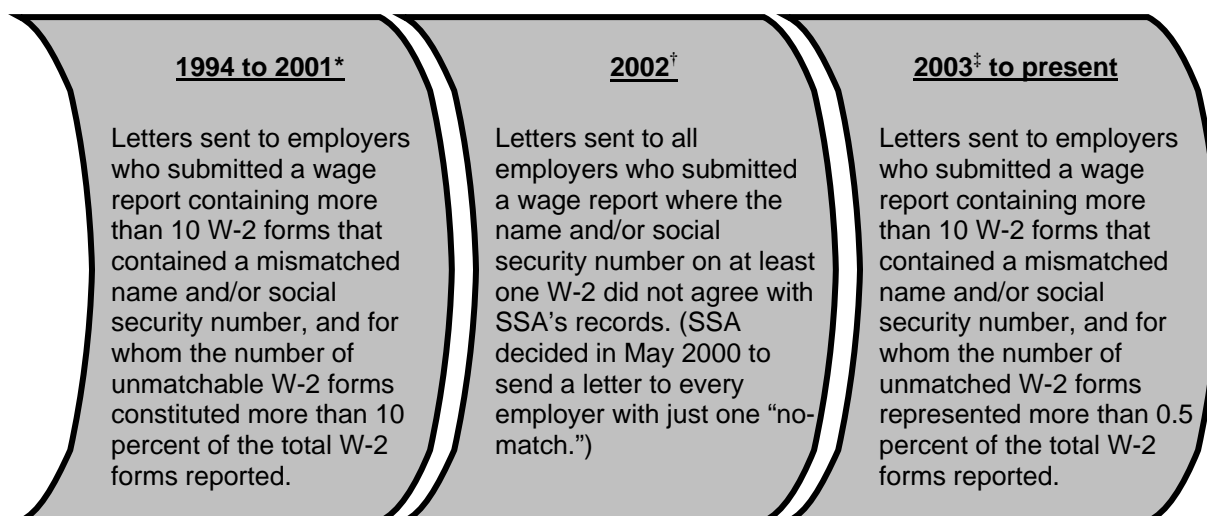 1994 to 2001*
Letters sent to employers
who submitted a wage
report containing more
than 10 W-2 forms that
contained a mismatched
name and/or social
security number, and for
whom the number of
unmatchable W-2 forms
constituted more than 10
percent of the total W-2
forms reported.
2002†
Letters sent to all
employers who submitted
a wage report where the
name and/or social
security number on at least
one W-2 did not agree with
SSA’s records. (SSA
decided in May 2000 to
send a letter to every
employer with just one “no-
match.”)
2003‡ to present
Letters sent to employers
who submitted a wage
report containing more
than 10 W-2 forms that
contained a mismatched
name and/or social
security number, and for
whom the number of
unmatched W-2 forms
represented more than 0.5
percent of the total W-2
forms reported.